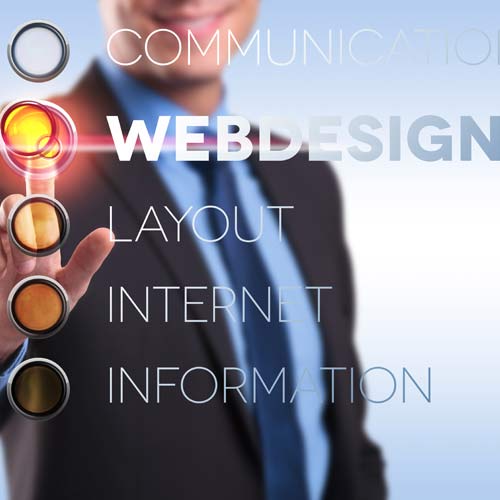 COMMUNICATIO
WEBDESIGN
LAYOUT
INTERNET
INFORMATION